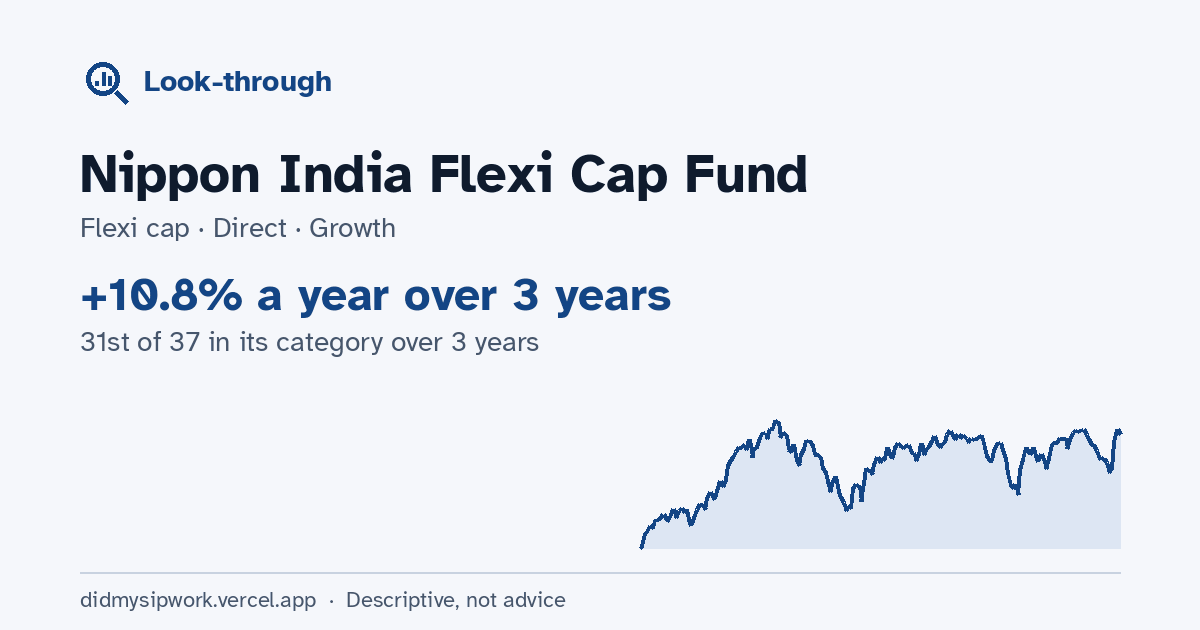 Look-through
Nippon India Flexi Cap Fund
Flexi cap · Direct · Growth
+10.8% a year over 3 years
31st of 37 in its category over 3 years
didmysipwork.vercel.app · Descriptive, not advice